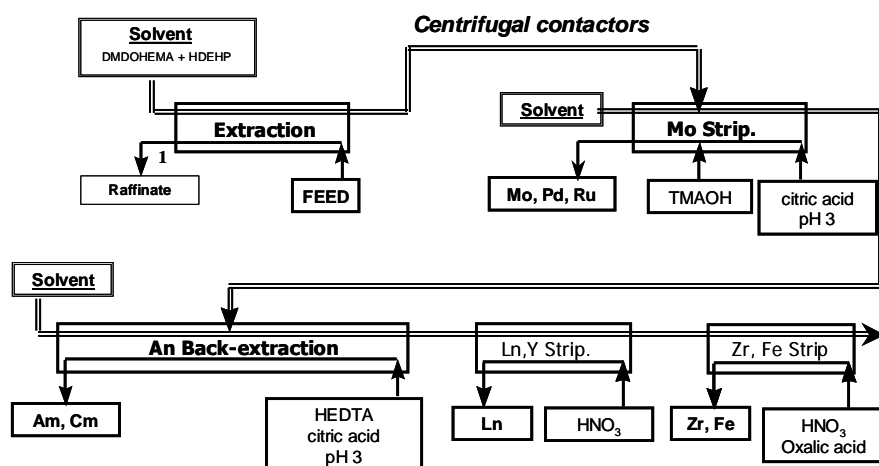 Centrifugal contactors
Solvent
DMDOHEMA + HDEHP
Extraction
1
Raffinate
FEED
Solvent
Mo Strip.
Mo, Pd, Ru
TMAOH
citric acid
pH 3
Solvent
An Back-extraction
Am, Cm
HEDTA
citric acid
pH 3
Ln,Y Strip.
Ln
HNO₃
Zr, Fe Strip
Zr, Fe
HNO₃
Oxalic acid